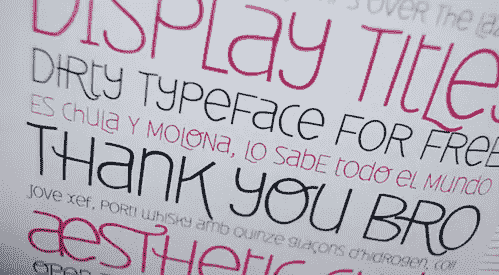 OVER THE
DISPLAY TITLES
DIRTY TYPEFACE FOR FREE
ES CHULA Y MOLONA, LO SABE TODO EL MUNDO
THANK YOU BRO
JOVE XEF, PORTI WHISKY AMB QUINZE GLAÇONS D'HIDROGEN, COI
AESTHETIC
OPEN